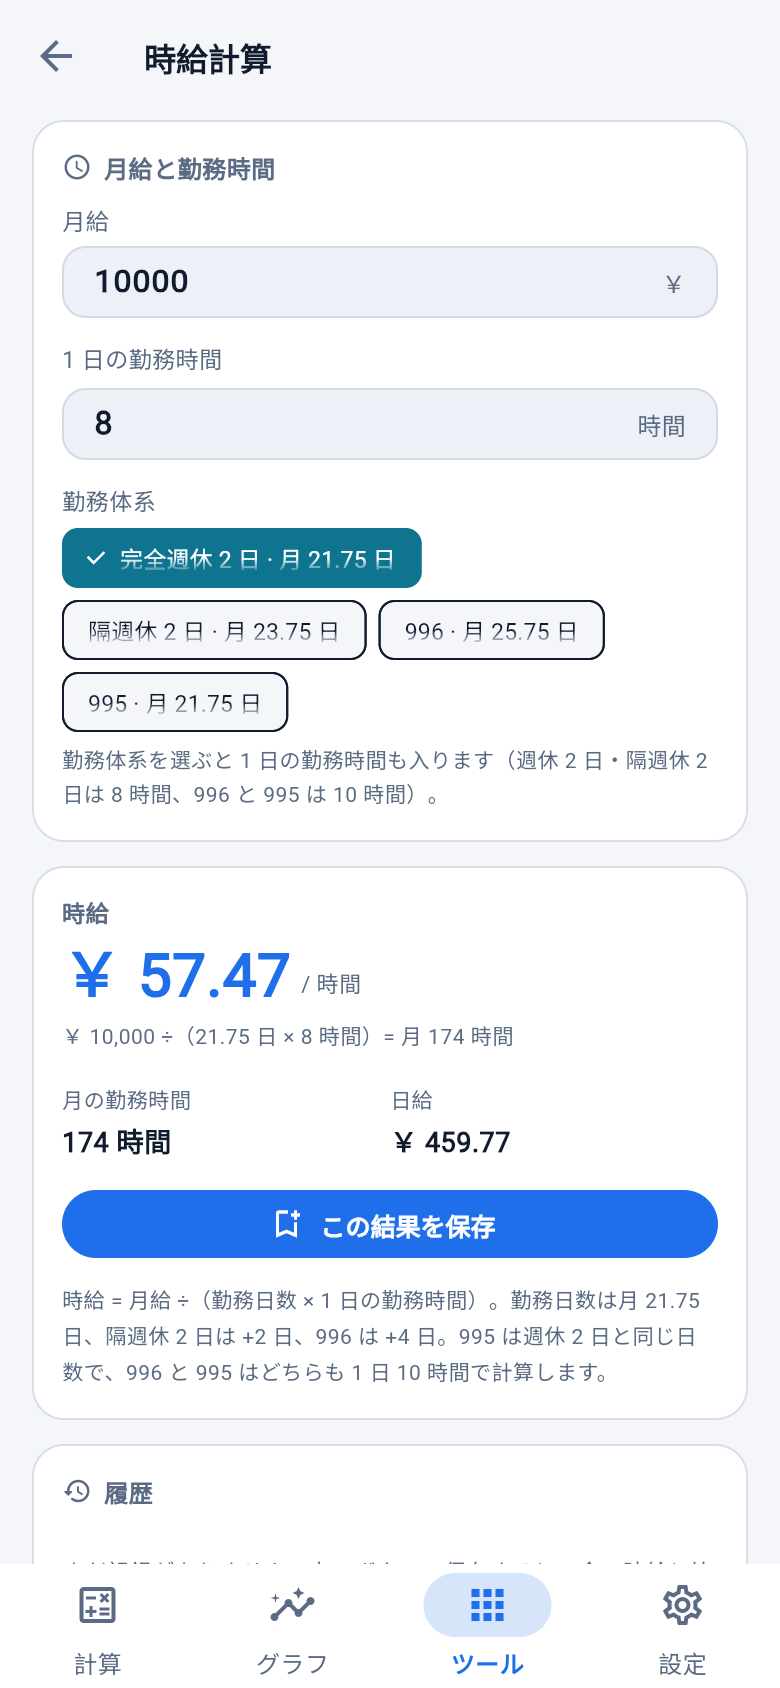 時給計算
月給と勤務時間
月給
10000 ¥
1 日の勤務時間
8 時間
勤務体系
完全週休 2 日 · 月 21.75 日
隔週休 2 日 · 月 23.75 日
996 · 月 25.75 日
995 · 月 21.75 日
勤務体系を選ぶと 1 日の勤務時間も入ります（週休 2 日・隔週休 2
日は 8 時間、996 と 995 は 10 時間）。
時給
¥ 57.47 / 時間
¥ 10,000 ÷（21.75 日 × 8 時間）= 月 174 時間
月の勤務時間
174 時間
日給
¥ 459.77
この結果を保存
時給 = 月給 ÷（勤務日数 × 1 日の勤務時間）。勤務日数は月 21.75
日、隔週休 2 日は +2 日、996 は +4 日。995 は週休 2 日と同じ日
数で、996 と 995 はどちらも 1 日 10 時間で計算します。
履歴
計算
グラフ
ツール
設定